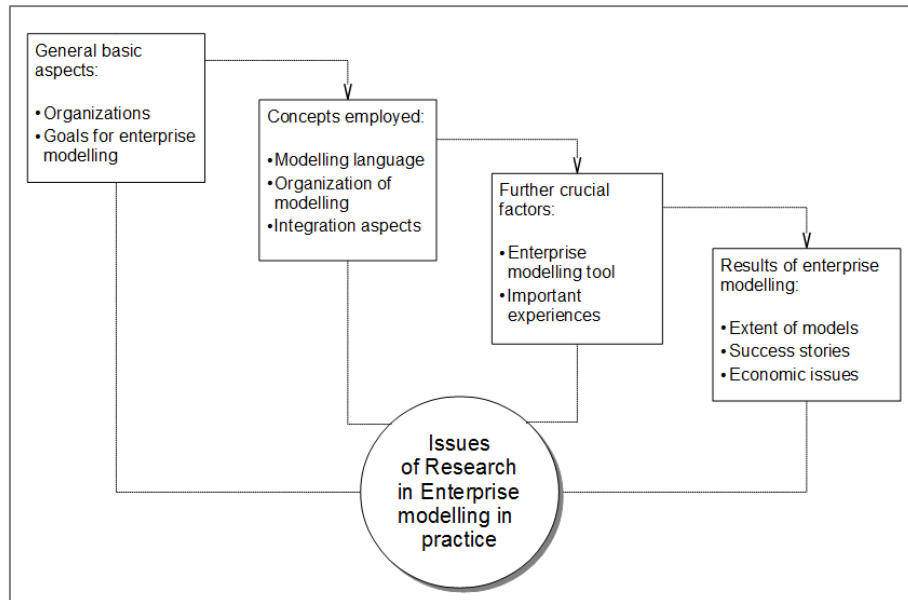 General basic
aspects:
•Organizations
•Goals for enterprise
modelling
Concepts employed:
•Modelling language
•Organization of
modelling
•Integration aspects
Further crucial
factors:
•Enterprise
modelling tool
•Important
experiences
Results of enterprise
modelling:
•Extent of models
•Success stories
•Economic issues
Issues
of Research
in Enterprise
modelling in
practice